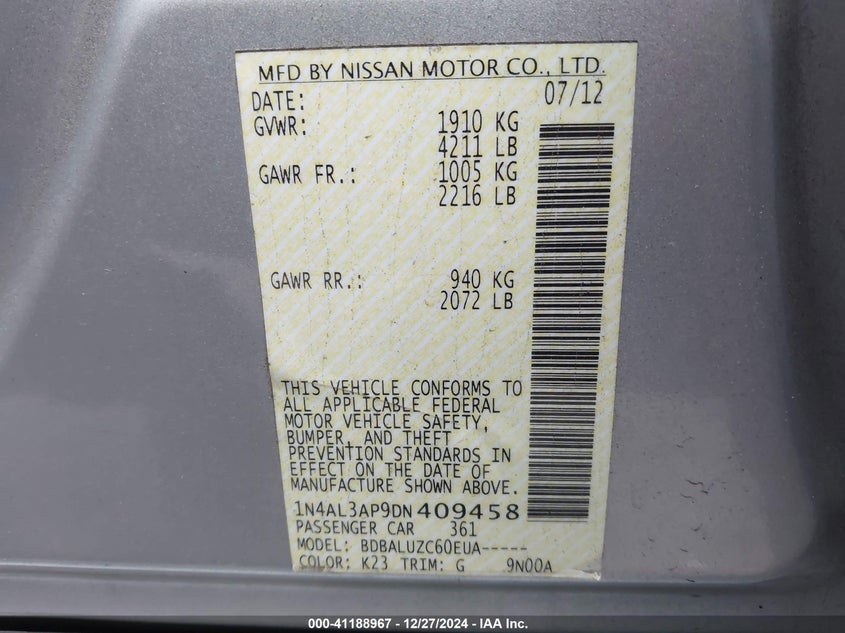 MFD BY NISSAN MOTOR CO., LTD.
DATE: 07/12
GVWR: 1910 KG
4211 LB
GAWR FR.: 1005 KG
2216 LB
GAWR RR.: 940 KG
2072 LB
THIS VEHICLE CONFORMS TO
ALL APPLICABLE FEDERAL
MOTOR VEHICLE SAFETY,
BUMPER, AND THEFT
PREVENTION STANDARDS IN
EFFECT ON THE DATE OF
MANUFACTURE SHOWN ABOVE.
1N4AL3AP9DN409458
PASSENGER CAR 361
MODEL: BDBALUZC60EUA-----
COLOR: K23 TRIM: G 9N00A
000-41188967 - 12/27/2024 - IAA Inc.